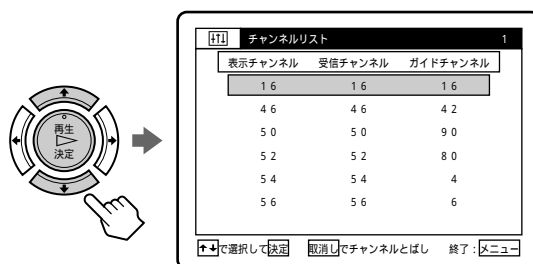 チャンネルリスト 1
表示チャンネル 受信チャンネル ガイドチャンネル
16 16 16
46 46 42
50 50 90
52 52 80
54 54 4
56 56 6
↑↓で選択して決定 取消しでチャンネルとばし 終了：メニュー
再生
決定